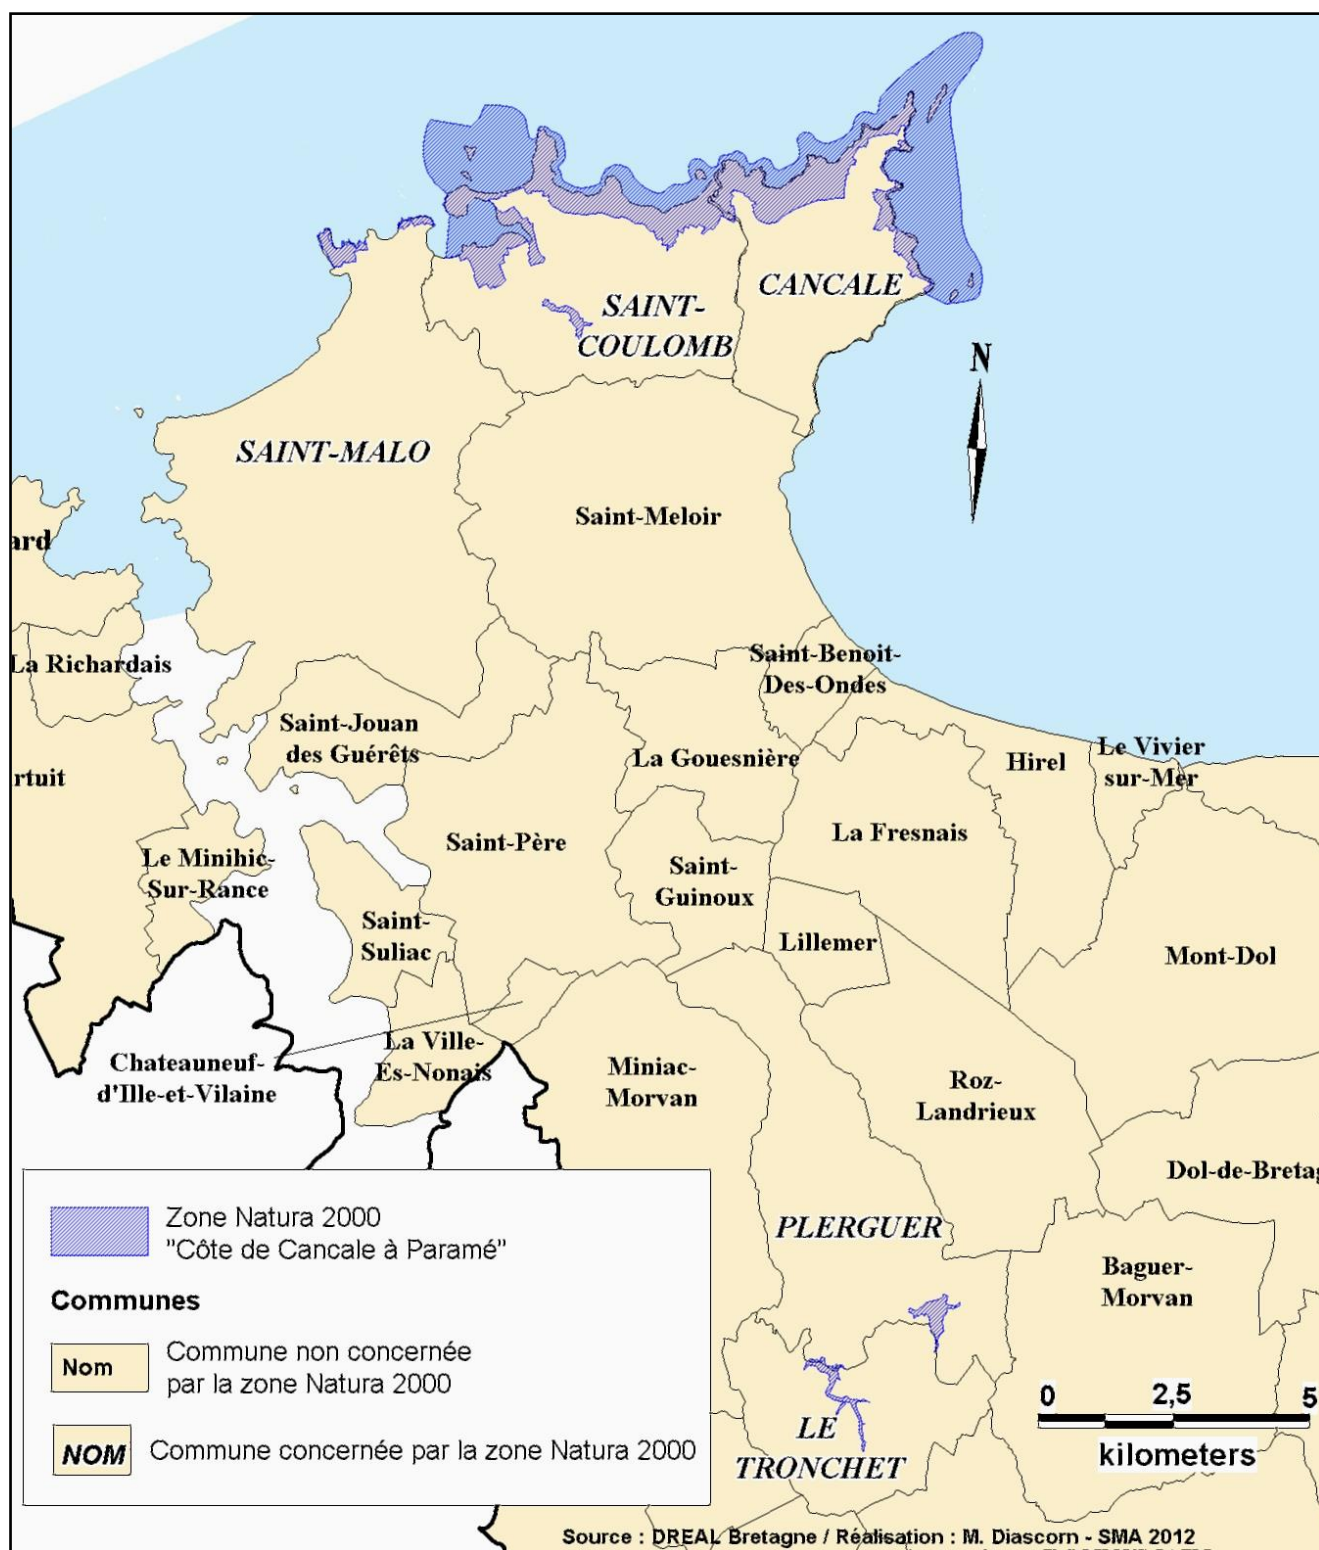 SAINT-
COULOMB
CANCALE
N
SAINT-MALO
Saint-Meloir
ard
La Richardais
Saint-Benoit-
Des-Ondes
Saint-Jouan
des Guérêts
La Gouesnière
Hirel
Le Vivier
sur-Mer
rtuit
La Fresnais
Saint-Père
Le Minihic-
Sur-Rance
Saint-
Guinoux
Saint-
Suliac
Lillemer
Mont-Dol
Chateauneuf-
d'Ille-et-Vilaine
La Ville-
Es-Nonais
Miniac-
Morvan
Roz-
Landrieux
Dol-de-Bretag
PLERGUER
Baguer-
Morvan
LE
TRONCHET
Zone Natura 2000
"Côte de Cancale à Paramé"
Communes
Nom
Commune non concernée
par la zone Natura 2000
NOM
Commune concernée par la zone Natura 2000
0 2,5 5
kilometers
Source : DREAL Bretagne / Réalisation : M. Diascorn - SMA 2012